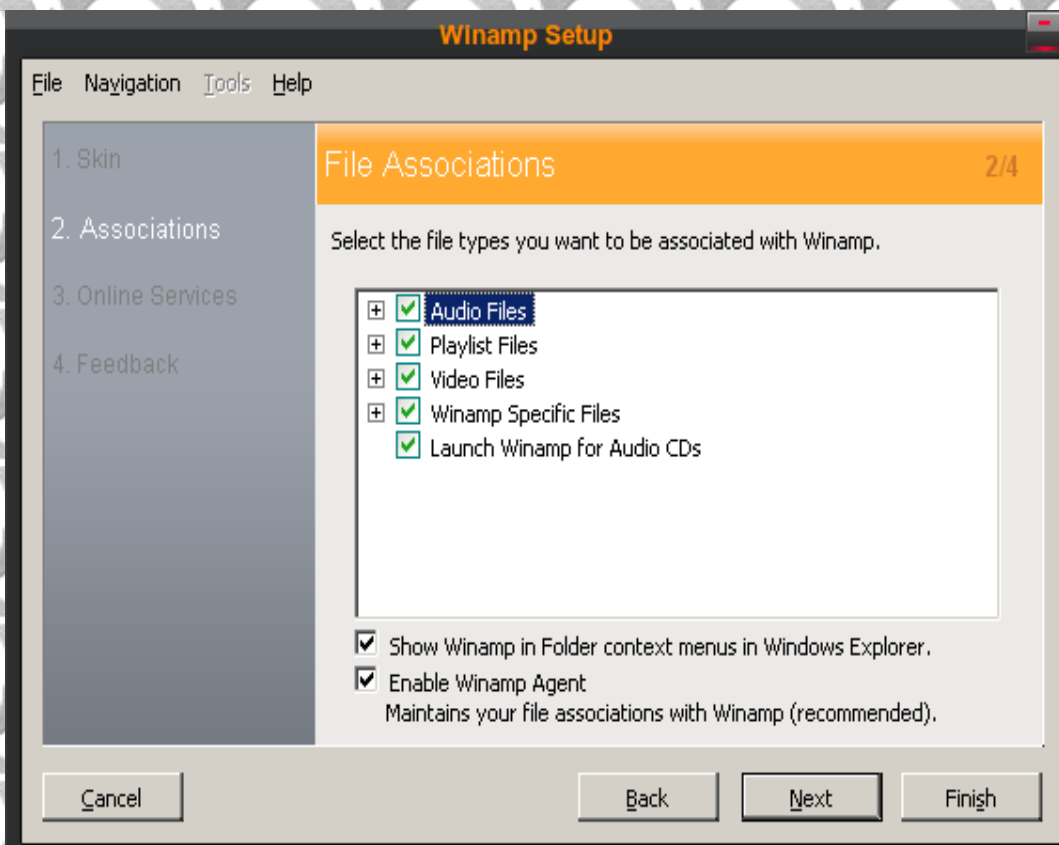 Winamp Setup
File Navigation Tools Help
1. Skin
2. Associations
3. Online Services
4. Feedback
File Associations 2/4
Select the file types you want to be associated with Winamp.
Audio Files
Playlist Files
Video Files
Winamp Specific Files
Launch Winamp for Audio CDs
Show Winamp in Folder context menus in Windows Explorer.
Enable Winamp Agent
Maintains your file associations with Winamp (recommended).
Cancel Back Next Finish